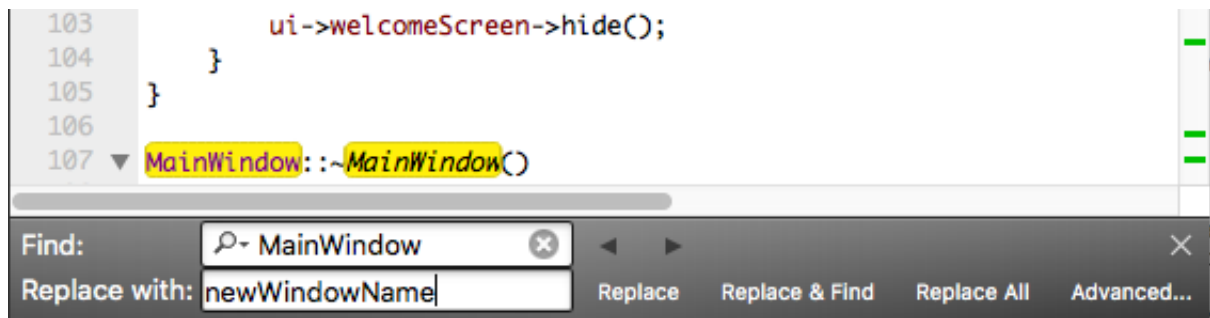 103 ui->welcomeScreen->hide();
104 }
105 }
106
107 MainWindow::~MainWindow()
Find: MainWindow
Replace with: newWindowName Replace Replace & Find Replace All Advanced...